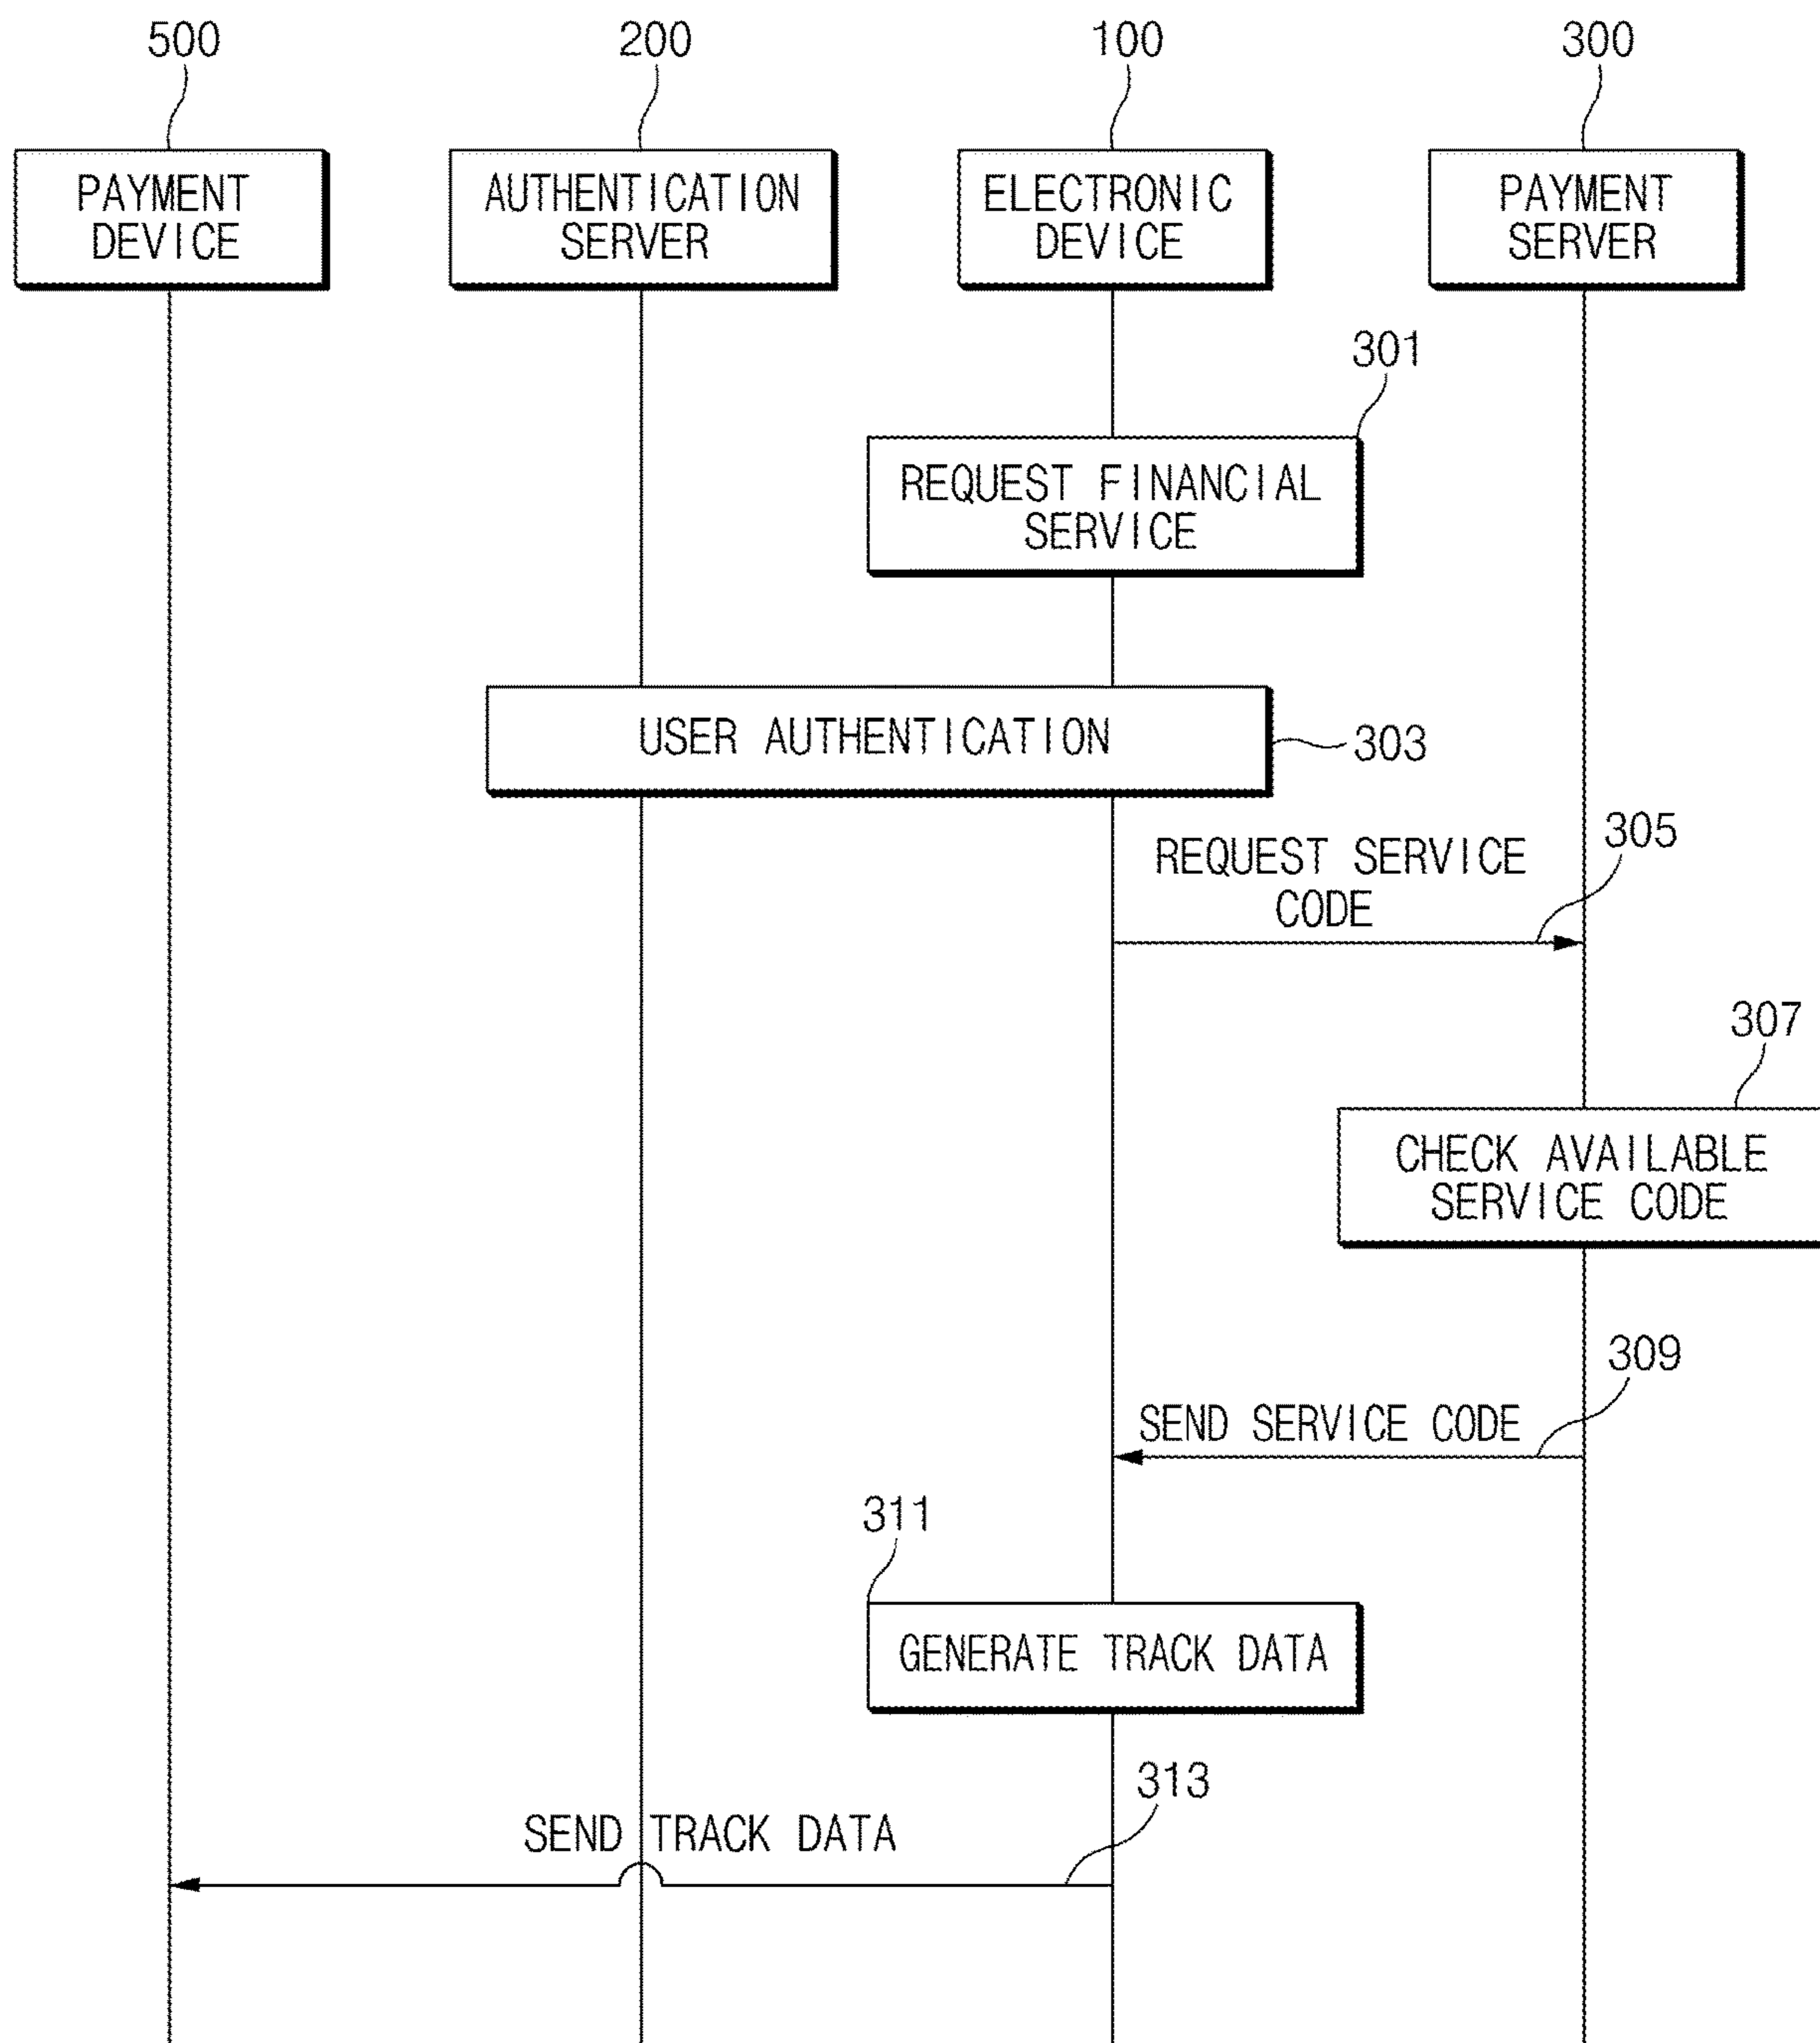 500
200
100
300
PAYMENT
DEVICE
AUTHENTICATION
SERVER
ELECTRONIC
DEVICE
PAYMENT
SERVER
301
REQUEST FINANCIAL
SERVICE
USER AUTHENTICATION
303
305
REQUEST SERVICE
CODE
307
CHECK AVAILABLE
SERVICE CODE
309
SEND SERVICE CODE
311
GENERATE TRACK DATA
313
SEND TRACK DATA